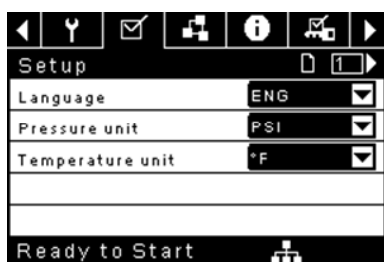 Setup 1
Language ENG
Pressure unit PSI
Temperature unit °F
Ready to Start